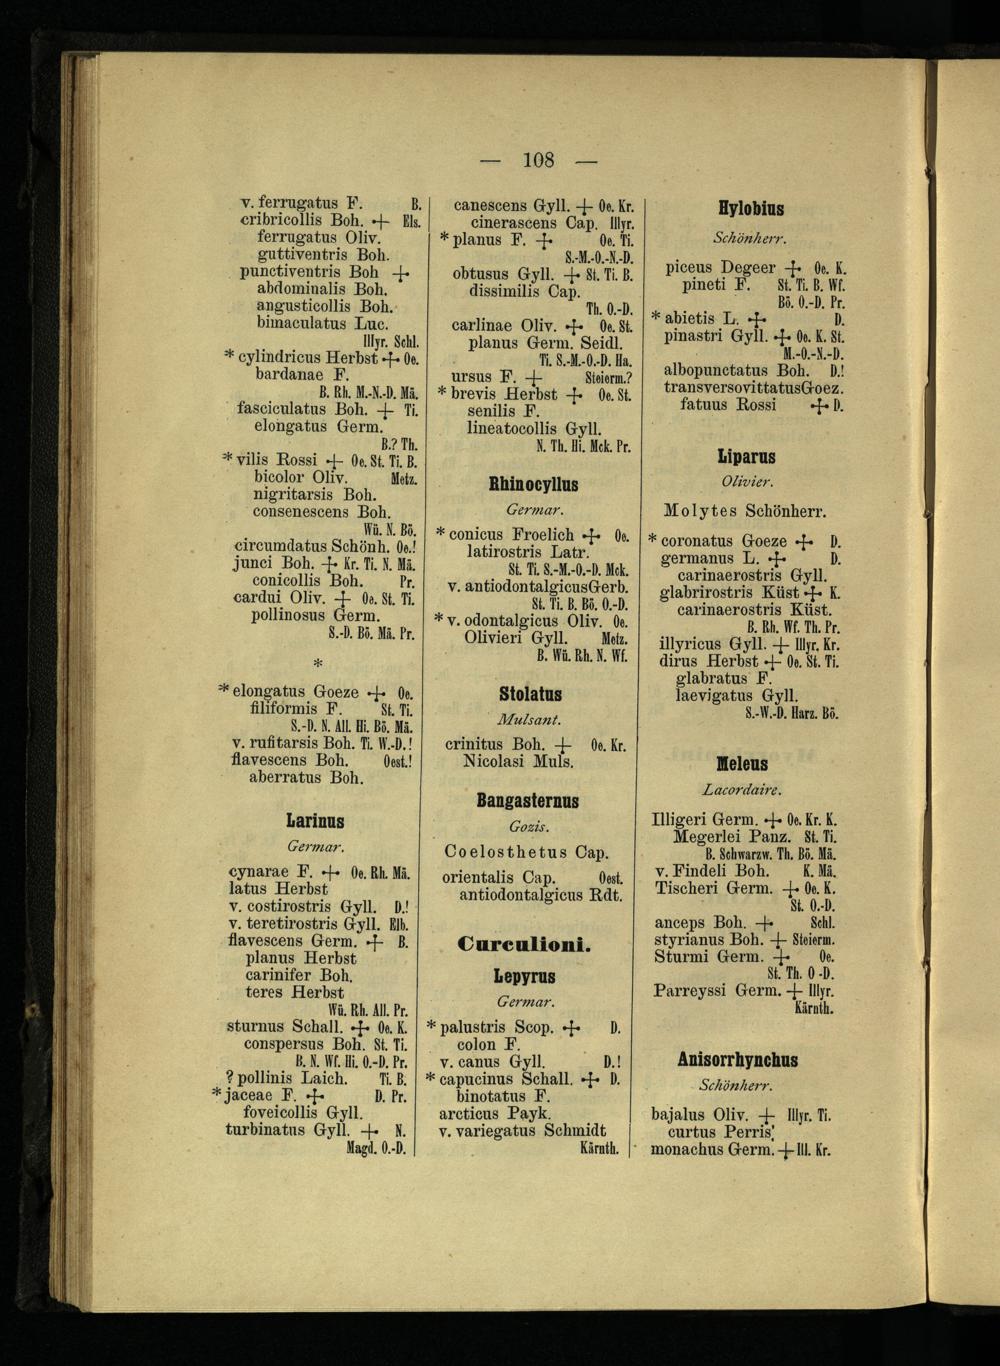 — 108 —
v. ferrugatus F. B.
cribricollis Boh. ·+ Els.
ferrugatus Oliv.
guttiventris Boh.
punctiventris Boh +·
abdominalis Boh.
angusticollis Boh.
bimaculatus Luc.
Illyr. Schl.
* cylindricus Herbst ·+· Oe.
bardanae F.
B. Rh. M.-N.-D. Mä.
fasciculatus Boh. + Ti.
elongatus Germ.
B.? Th.
* vilis Rossi ·+ Oe. St. Ti. B.
bicolor Oliv. Metz.
nigritarsis Boh.
consenescens Boh.
Wü. N. Bö.
circumdatus Schönh. Oe.!
junci Boh. ·+ Kr. Ti. N. Mä.
conicollis Boh. Pr.
cardui Oliv. + Oe. St. Ti.
pollinosus Germ.
S.-D. Bö. Mä. Pr.
*
* elongatus Goeze ·+· Oe.
filiformis F. St. Ti.
S.-D. N. All. Hi. Bö. Mä.
v. rufitarsis Boh. Ti. W.-D.!
flavescens Boh. Oest.!
aberratus Boh.
Larinus
Germar.
cynarae F. ·+· Oe. Rh. Mä.
latus Herbst
v. costirostris Gyll. D.!
v. teretirostris Gyll. Elb.
flavescens Germ. ·+ B.
planus Herbst
carinifer Boh.
teres Herbst
Wü. Rh. All. Pr.
sturnus Schall. ·+· Oe. K.
conspersus Boh. St. Ti.
B. N. Wf. Hi. O.-D. Pr.
? pollinis Laich. Ti. B.
* jaceae F. ·+· D. Pr.
foveicollis Gyll.
turbinatus Gyll. +· N.
Magd. O.-D.
canescens Gyll. + Oe. Kr.
cinerascens Cap. Illyr.
* planus F. ·+· Oe. Ti.
S.-M.-O.-N.-D.
obtusus Gyll. +· St. Ti. B.
dissimilis Cap.
Th. O.-D.
carlinae Oliv. ·+· Oe. St.
planus Germ. Seidl.
Ti. S.-M.-O.-D. Ha.
ursus F. + Steierm.?
* brevis Herbst +· Oe. St.
senilis F.
lineatocollis Gyll.
N. Th. Hi. Mck. Pr.
Rhinocyllus
Germar.
* conicus Froelich ·+· Oe.
latirostris Latr.
St. Ti. S.-M.-O.-D. Mck.
v. antiodontalgicusGerb.
St. Ti. B. Bö. O.-D.
* v. odontalgicus Oliv. Oe.
Olivieri Gyll. Metz.
B. Wü. Rh. N. Wf.
Stolatus
Mulsant.
crinitus Boh. + Oe. Kr.
Nicolasi Muls.
Bangasternus
Gozis.
Coelosthetus Cap.
orientalis Cap. Oest.
antiodontalgicus Rdt.
Curculioni.
Lepyrus
Germar.
* palustris Scop. ·+· D.
colon F.
v. canus Gyll. D.!
* capucinus Schall. ·+· D.
binotatus F.
arcticus Payk.
v. variegatus Schmidt
Kärnth.
Hylobius
Schönherr.
piceus Degeer +· Oe. K.
pineti F. St. Ti. B. Wf.
Bö. O.-D. Pr.
* abietis L. ·+· D.
pinastri Gyll. ·+· Oe. K. St.
M.-O.-N.-D.
albopunctatus Boh. D.!
transversovittatusGoez.
fatuus Rossi ·+· D.
Liparus
Olivier.
Molytes Schönherr.
* coronatus Goeze ·+· D.
germanus L. ·+· D.
carinaerostris Gyll.
glabrirostris Küst ·+· K.
carinaerostris Küst.
B. Rh. Wf. Th. Pr.
illyricus Gyll. + Illyr. Kr.
dirus Herbst ·+ Oe. St. Ti.
glabratus F.
laevigatus Gyll.
S.-W.-D. Harz. Bö.
Meleus
Lacordaire.
Illigeri Germ. ·+· Oe. Kr. K.
Megerlei Panz. St. Ti.
B. Schwarzw. Th. Bö. Mä.
v. Findeli Boh. K. Mä.
Tischeri Germ. +· Oe. K.
St. O.-D.
anceps Boh. +· Schl.
styrianus Boh. + Steierm.
Sturmi Germ. +· Oe.
St. Th. O -D.
Parreyssi Germ. + Illyr.
Kärnth.
Anisorrhynchus
Schönherr.
bajalus Oliv. + Illyr. Ti.
curtus Perris
monachus Germ. + Ill. Kr.